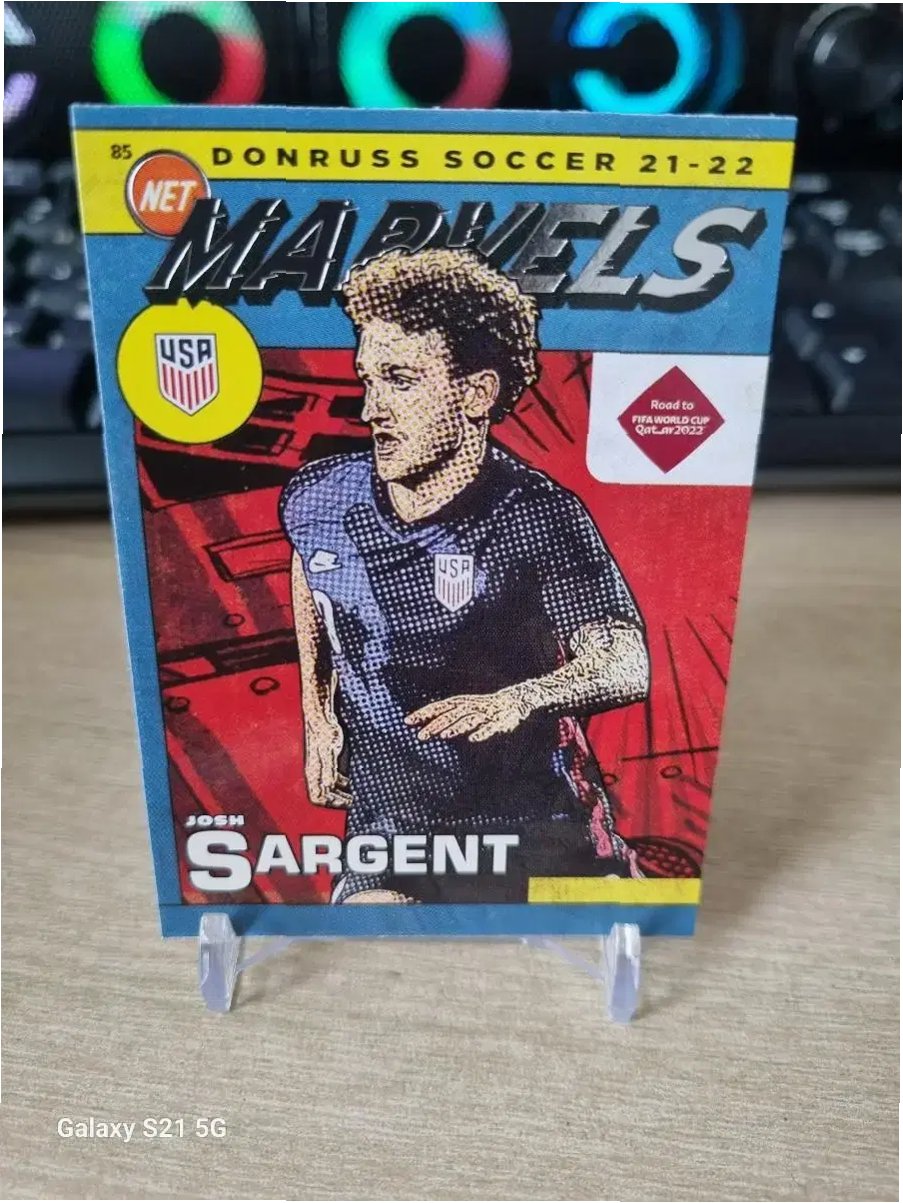 85
DONRUSS SOCCER 21-22
NET
MARVELS
USA
Road to
FIFA WORLD CUP
Qatar2022
USA
JOSH
SARGENT
Galaxy S21 5G